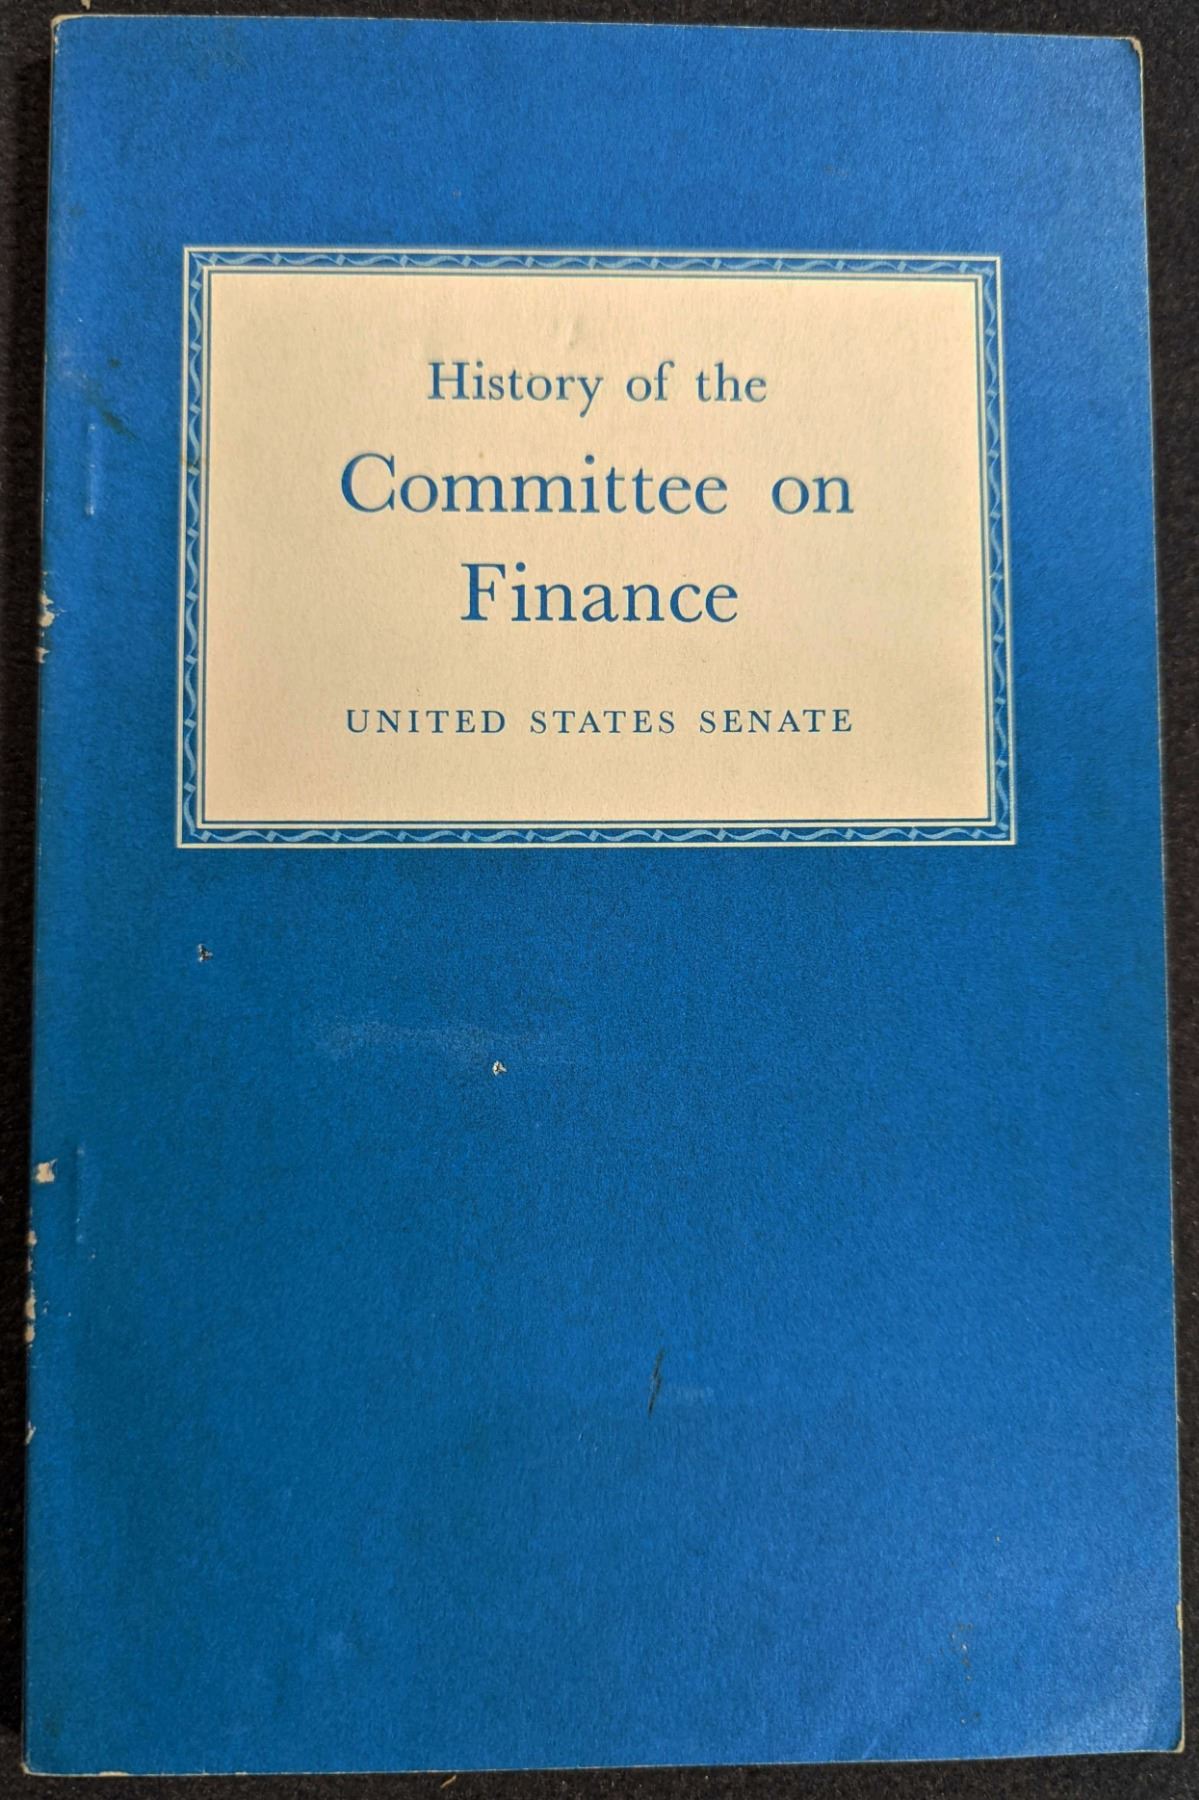 History of the
Committee on
Finance
UNITED STATES SENATE